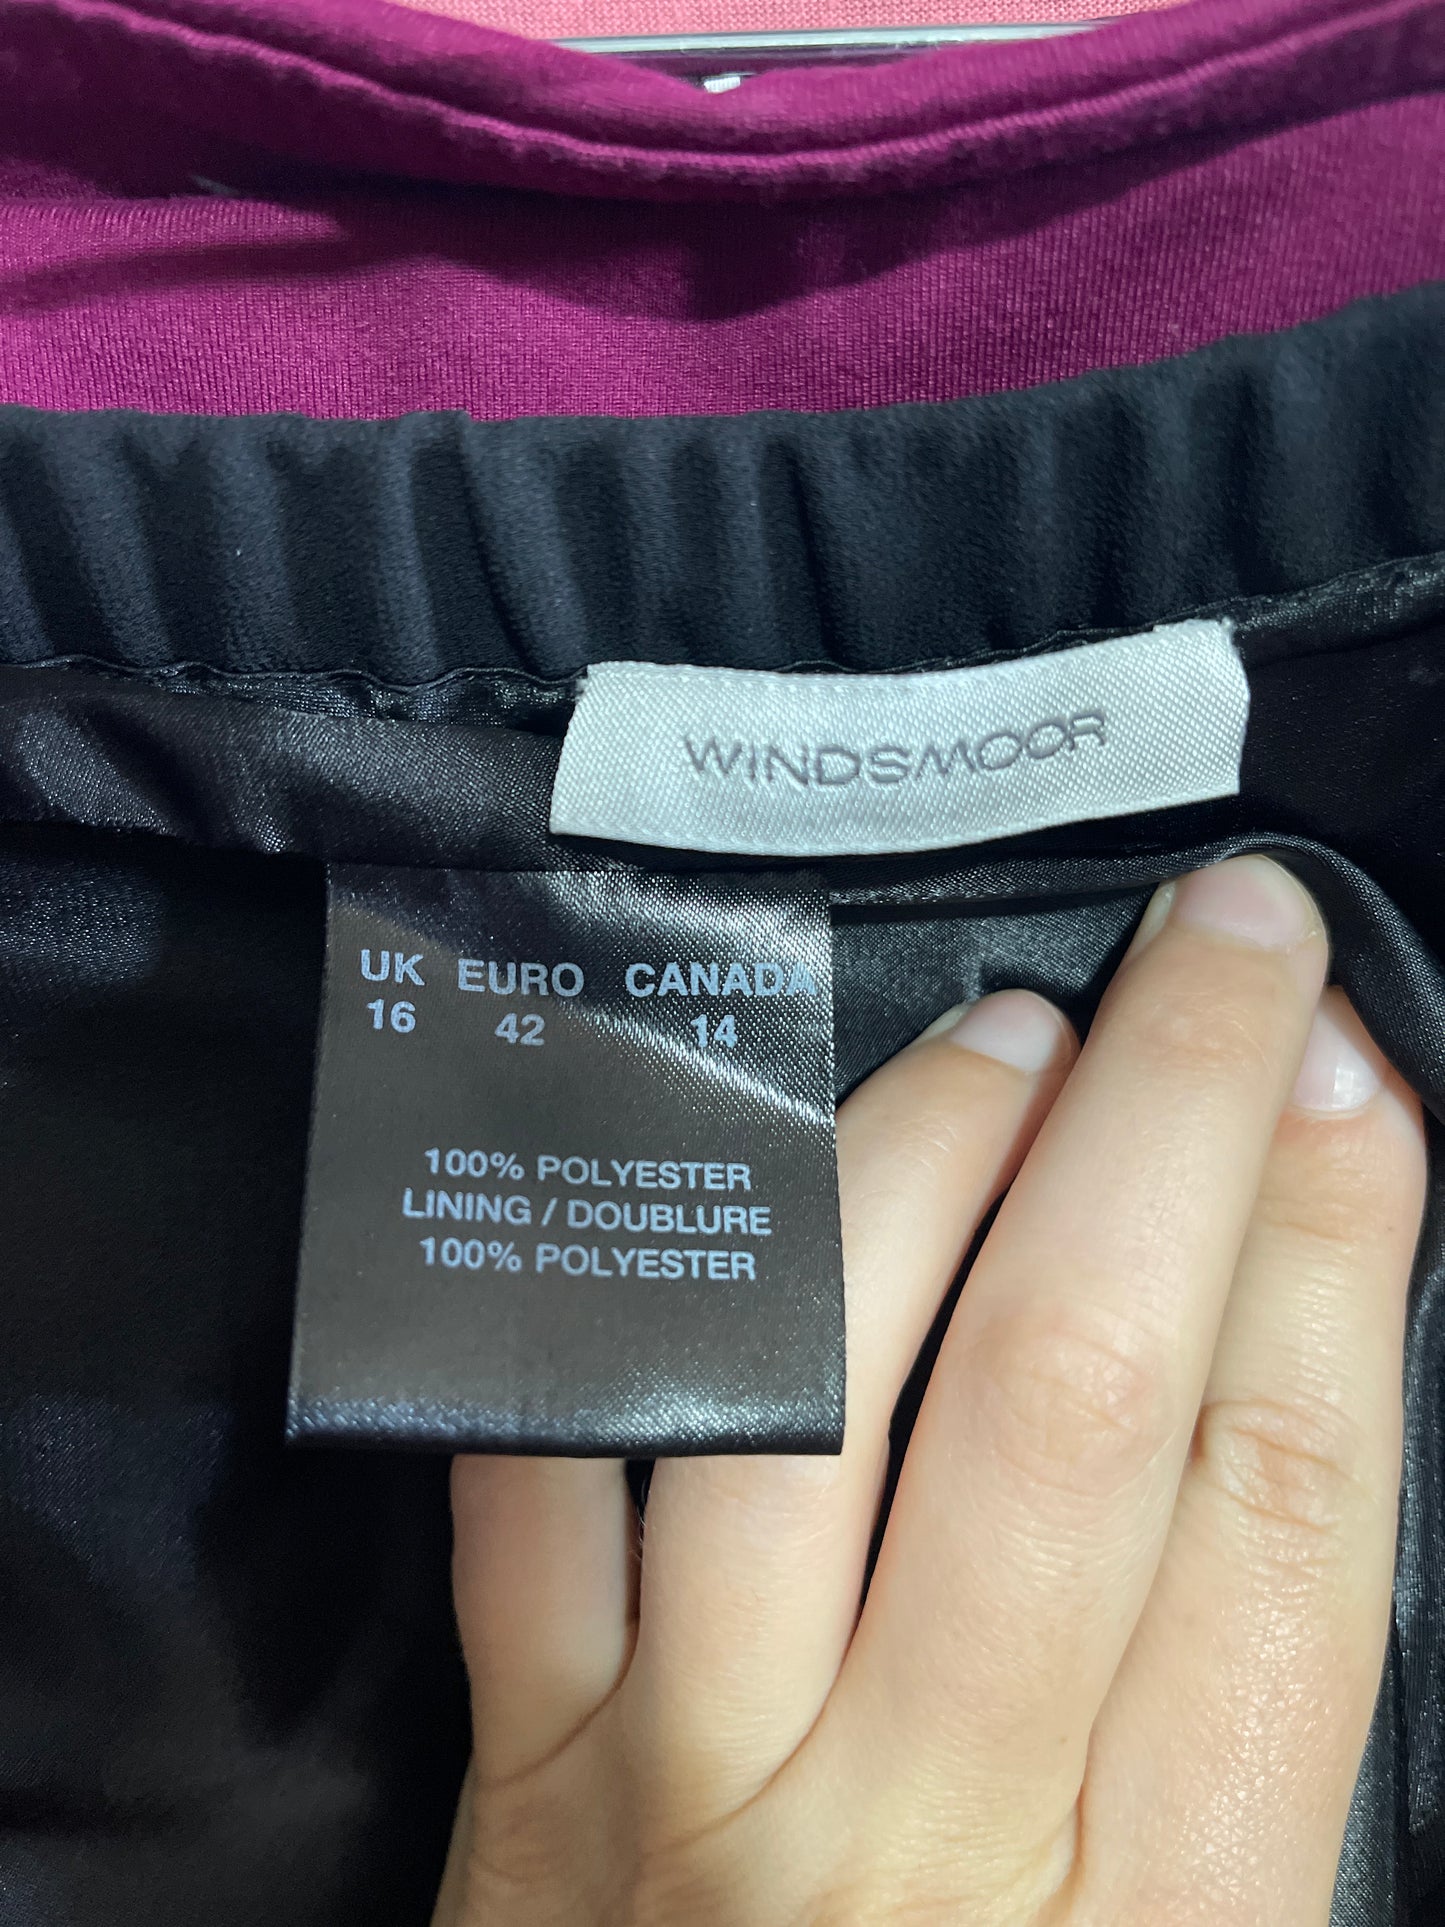 WINDSMOOR
UK EURO CANADA
16 42 14
100% POLYESTER
LINING / DOUBLURE
100% POLYESTER